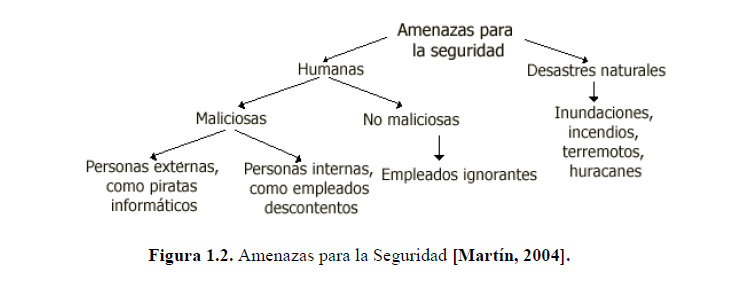 Amenazas para
la seguridad
Humanas
Desastres naturales
Maliciosas
No maliciosas
Inundaciones,
incendios,
terremotos,
huracanes
Personas externas,
como piratas
informáticos
Personas internas,
como empleados
descontentos
Empleados ignorantes
Figura 1.2. Amenazas para la Seguridad [Martín, 2004].